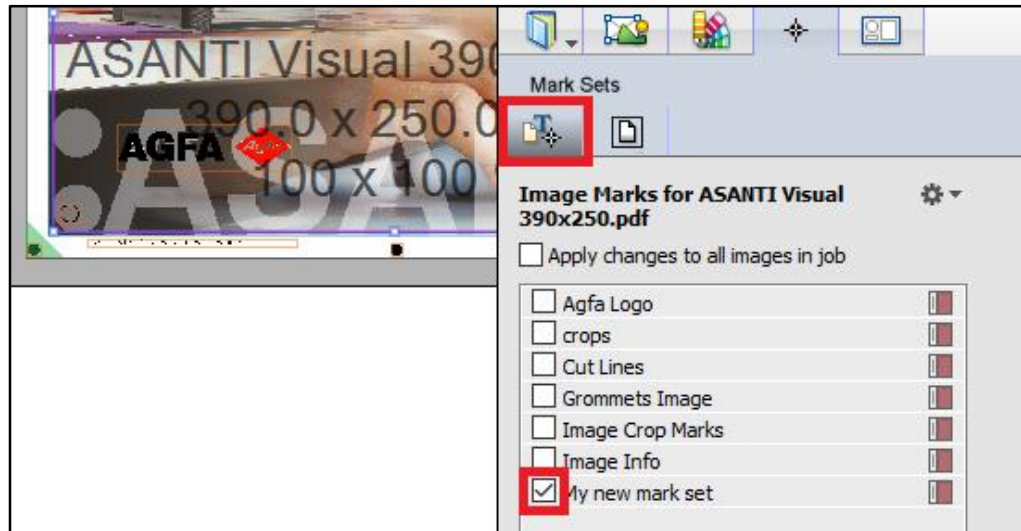 ASANTI Visual 390
390.0 x 250.0
AGFA
100 x 100
ASA
Mark Sets
Image Marks for ASANTI Visual
390x250.pdf
Apply changes to all images in job
Agfa Logo
crops
Cut Lines
Grommets Image
Image Crop Marks
Image Info
My new mark set